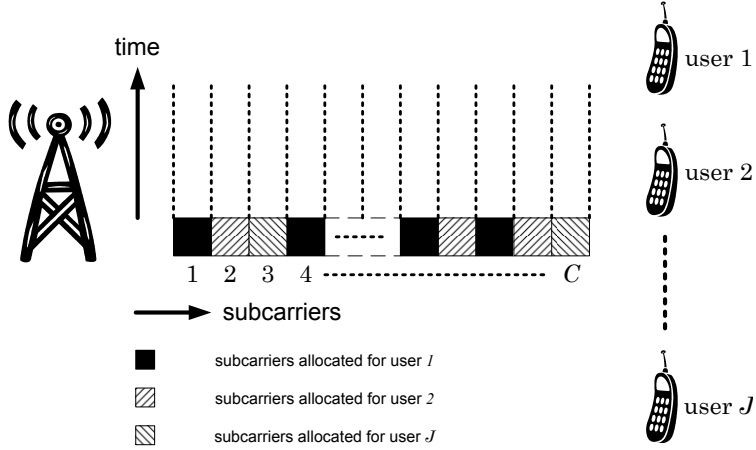 time
user 1
user 2
1 2 3 4 C
subcarriers
subcarriers allocated for user 1
subcarriers allocated for user 2
subcarriers allocated for user J
user J